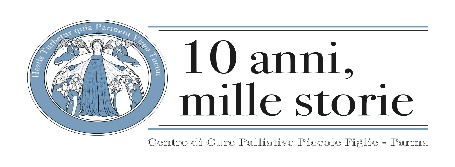 10 anni,
mille storie
Centro di Cure Palliative Piccole Figlie - Parma